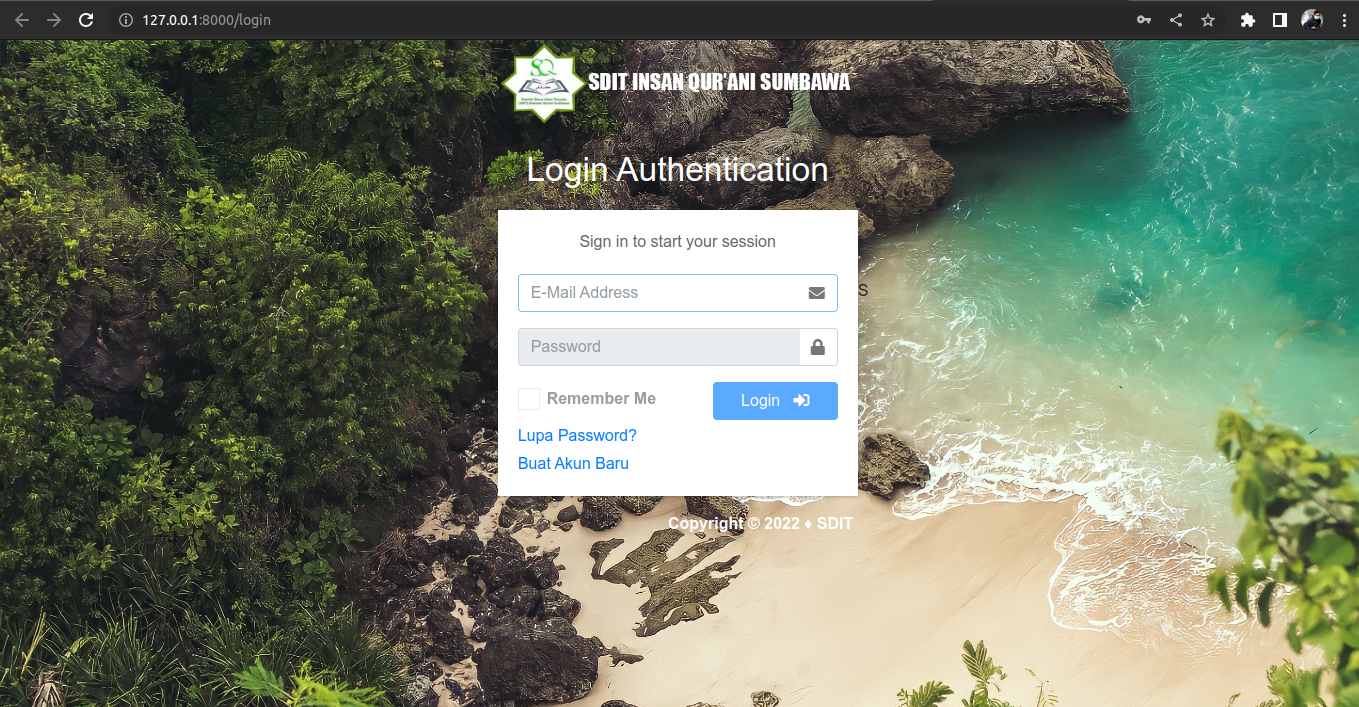 127.0.0.1:8000/login
SQ
SDIT INSAN QUR'ANI SUMBAWA
Login Authentication
Sign in to start your session
E-Mail Address
S
Password
Remember Me
Login
Lupa Password?
Buat Akun Baru
Copyright © 2022 ♦ SDIT